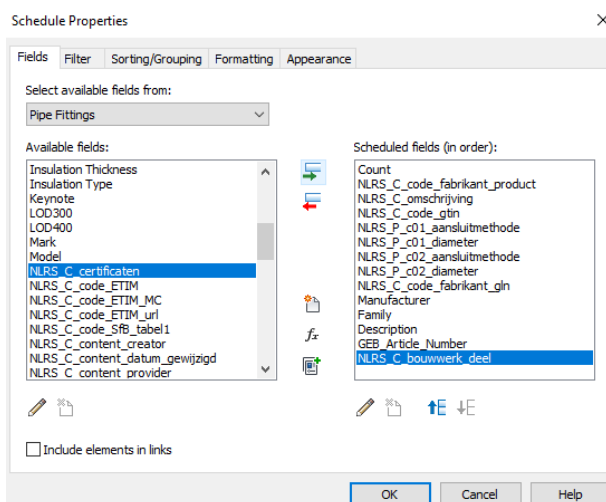 Schedule Properties
Fields Filter Sorting/Grouping Formatting Appearance
Select available fields from:
Pipe Fittings
Available fields:
Insulation Thickness
Insulation Type
Keynote
LOD300
LOD400
Mark
Model
NLRS_C_certificaten
NLRS_C_code_ETIM
NLRS_C_code_ETIM_MC
NLRS_C_code_ETIM_url
NLRS_C_code_SfB_tabel1
NLRS_C_content_creator
NLRS_C_content_datum_gewijzigd
NLRS_C_content_provider
fx
Scheduled fields (in order):
Count
NLRS_C_code_fabrikant_product
NLRS_C_omschrijving
NLRS_C_code_gtin
NLRS_P_c01_aansluitmethode
NLRS_P_c01_diameter
NLRS_P_c02_aansluitmethode
NLRS_P_c02_diameter
NLRS_C_code_fabrikant_gln
Manufacturer
Family
Description
GEB_Article_Number
NLRS_C_bouwwerk_deel
Include elements in links
OK Cancel Help